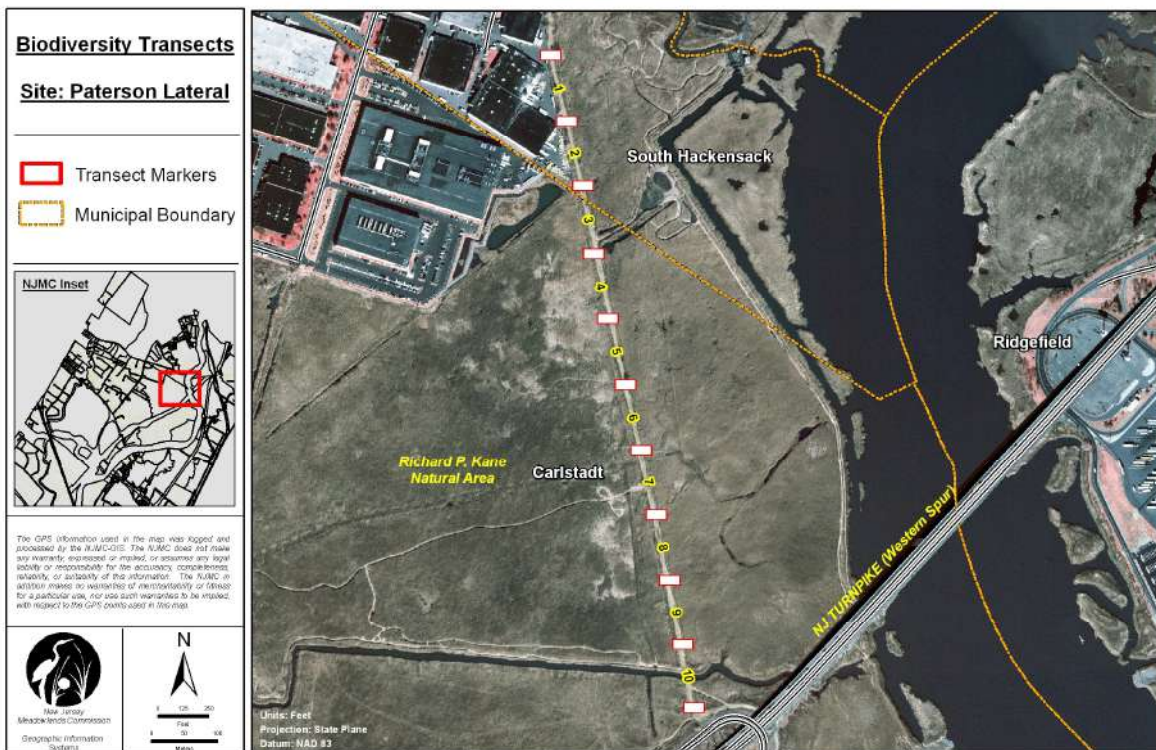 Biodiversity Transects
Site: Paterson Lateral
Transect Markers
Municipal Boundary
NJMC Inset
The GPS information used in the map was logged and
processed by the NJMC-GIS. The NJMC does not make
any warranty, expressed or implied, or assumes any legal
liability or responsibility for the accuracy, completeness,
reliability, or suitability of this information. The NJMC in
addition makes no warranties of merchantability or fitness
for a particular use, nor use such warranties to be implied,
with respect to the GPS points used in this map.
New Jersey
Meadowlands Commission
Geographic Information
Systems
N
0 125 250
Feet
0 50 100
Meters
1
2
South Hackensack
3
4
Ridgefield
5
6
Richard P. Kane
Natural Area
Carlstadt
7
8
NJ TURNPIKE (Western Spur)
9
10
Units: Feet
Projection: State Plane
Datum: NAD 83